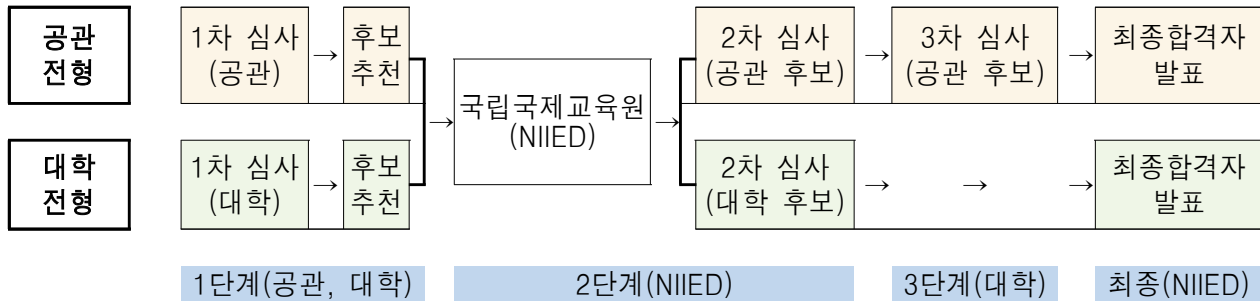 공관
전형
1차 심사
(공관)
→
후보
추천
→
국립국제교육원
(NIIED)
→
2차 심사
(공관 후보)
→
3차 심사
(공관 후보)
→
최종합격자
발표
대학
전형
1차 심사
(대학)
→
후보
추천
2차 심사
(대학 후보)
→
→
→
최종합격자
발표
1단계(공관, 대학)
2단계(NIIED)
3단계(대학)
최종(NIIED)